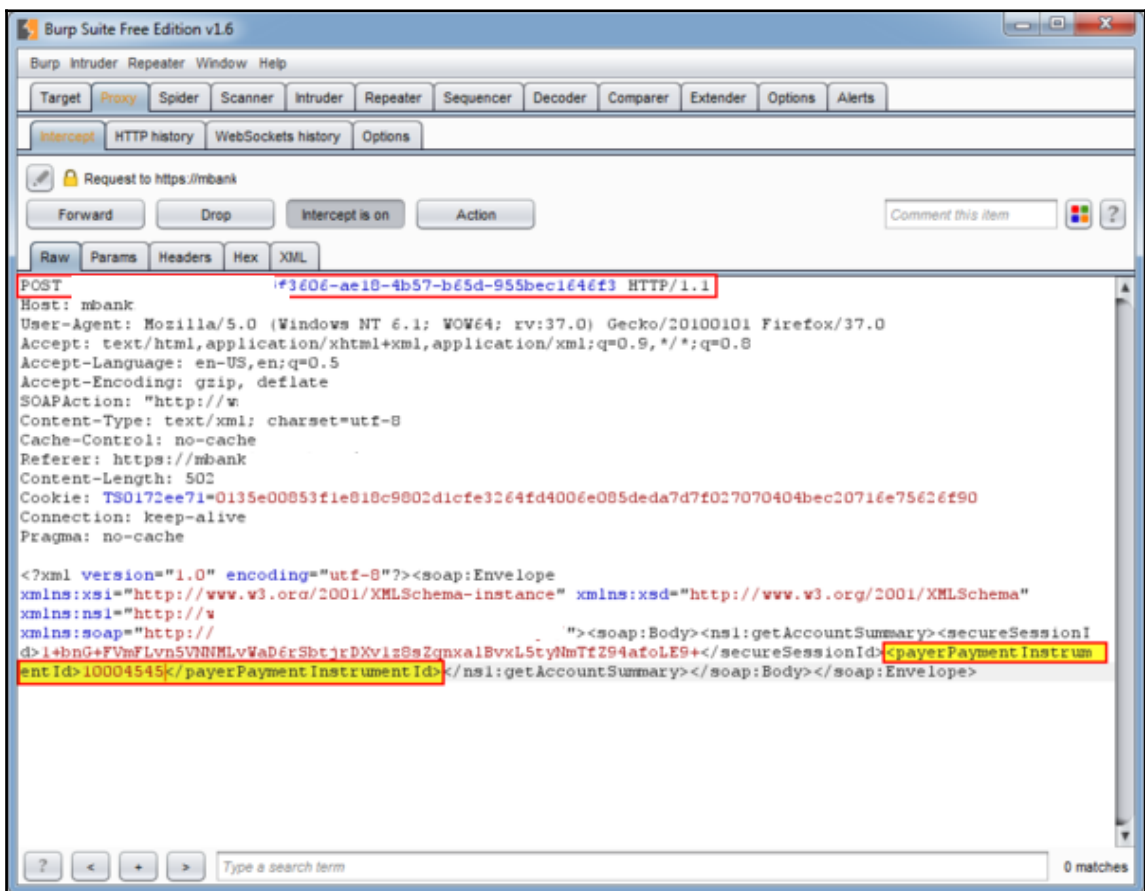 Burp Suite Free Edition v1.6
Burp Intruder Repeater Window Help
Target Proxy Spider Scanner Intruder Repeater Sequencer Decoder Comparer Extender Options Alerts
Intercept HTTP history WebSockets history Options
Request to https://mbank
Forward Drop Intercept is on Action Comment this item ?
Raw Params Headers Hex XML
POST f3606-ae18-4b57-b65d-955bec1646f3 HTTP/1.1
Host: mbank
User-Agent: Mozilla/5.0 (Windows NT 6.1; WOW64; rv:37.0) Gecko/20100101 Firefox/37.0
Accept: text/html,application/xhtml+xml,application/xml;q=0.9,*/*;q=0.8
Accept-Language: en-US,en;q=0.5
Accept-Encoding: gzip, deflate
SOAPAction: "http://w
Content-Type: text/xml; charset=utf-8
Cache-Control: no-cache
Referer: https://mbank
Content-Length: 502
Cookie: TS0172ee71=0135e00853f1e818c9802d1cfe3264fd4006e085deda7d7f027070404bec20716e75626f90
Connection: keep-alive
Pragma: no-cache
<?xml version="1.0" encoding="utf-8"?><soap:Envelope
xmlns:xsi="http://www.w3.org/2001/XMLSchema-instance" xmlns:xsd="http://www.w3.org/2001/XMLSchema"
xmlns:ns1="http://w
xmlns:soap="http:// "><soap:Body><ns1:getAccountSummary><secureSessionI
d></secureSessionId><payerPaymentInstrum
entId>10004545</payerPaymentInstrumentId></ns1:getAccountSummary></soap:Body></soap:Envelope>
? < + > Type a search term 0 matches